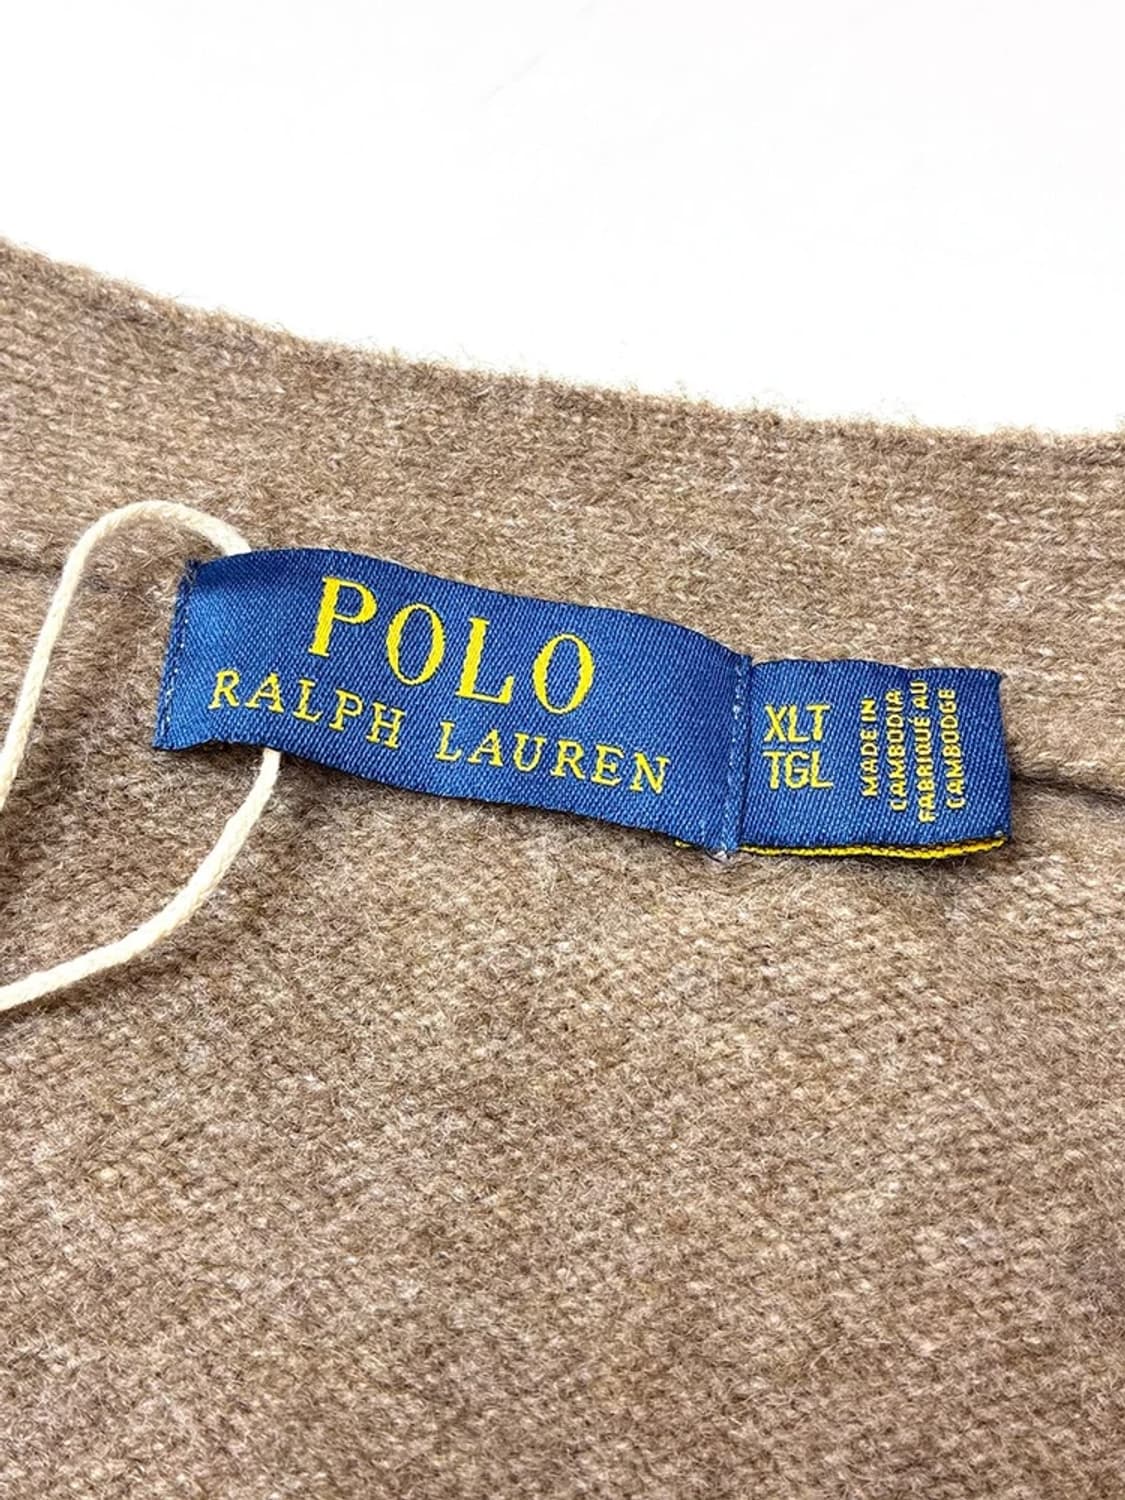 POLO
RALPH LAUREN
XLT
TGL
MADE IN
CAMBODIA
FABRIQUÉ AU
CAMBODGE